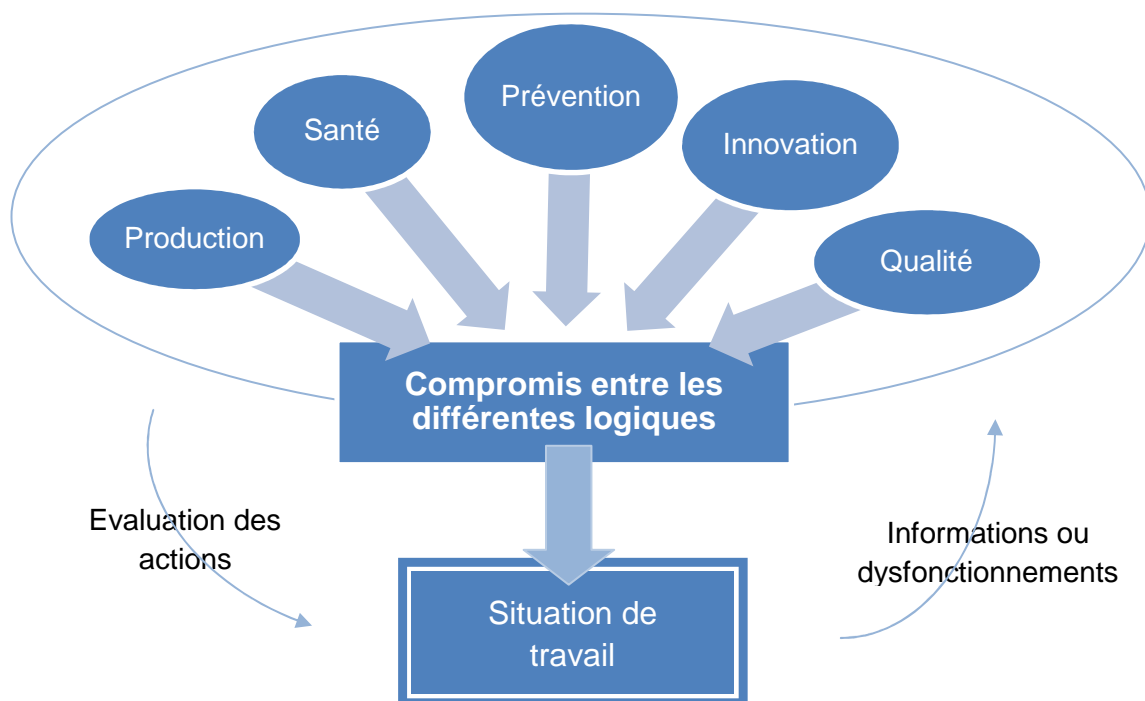 Prévention
Santé
Innovation
Production
Qualité
Compromis entre les
différentes logiques
Evaluation des
actions
Informations ou
dysfonctionnements
Situation de
travail